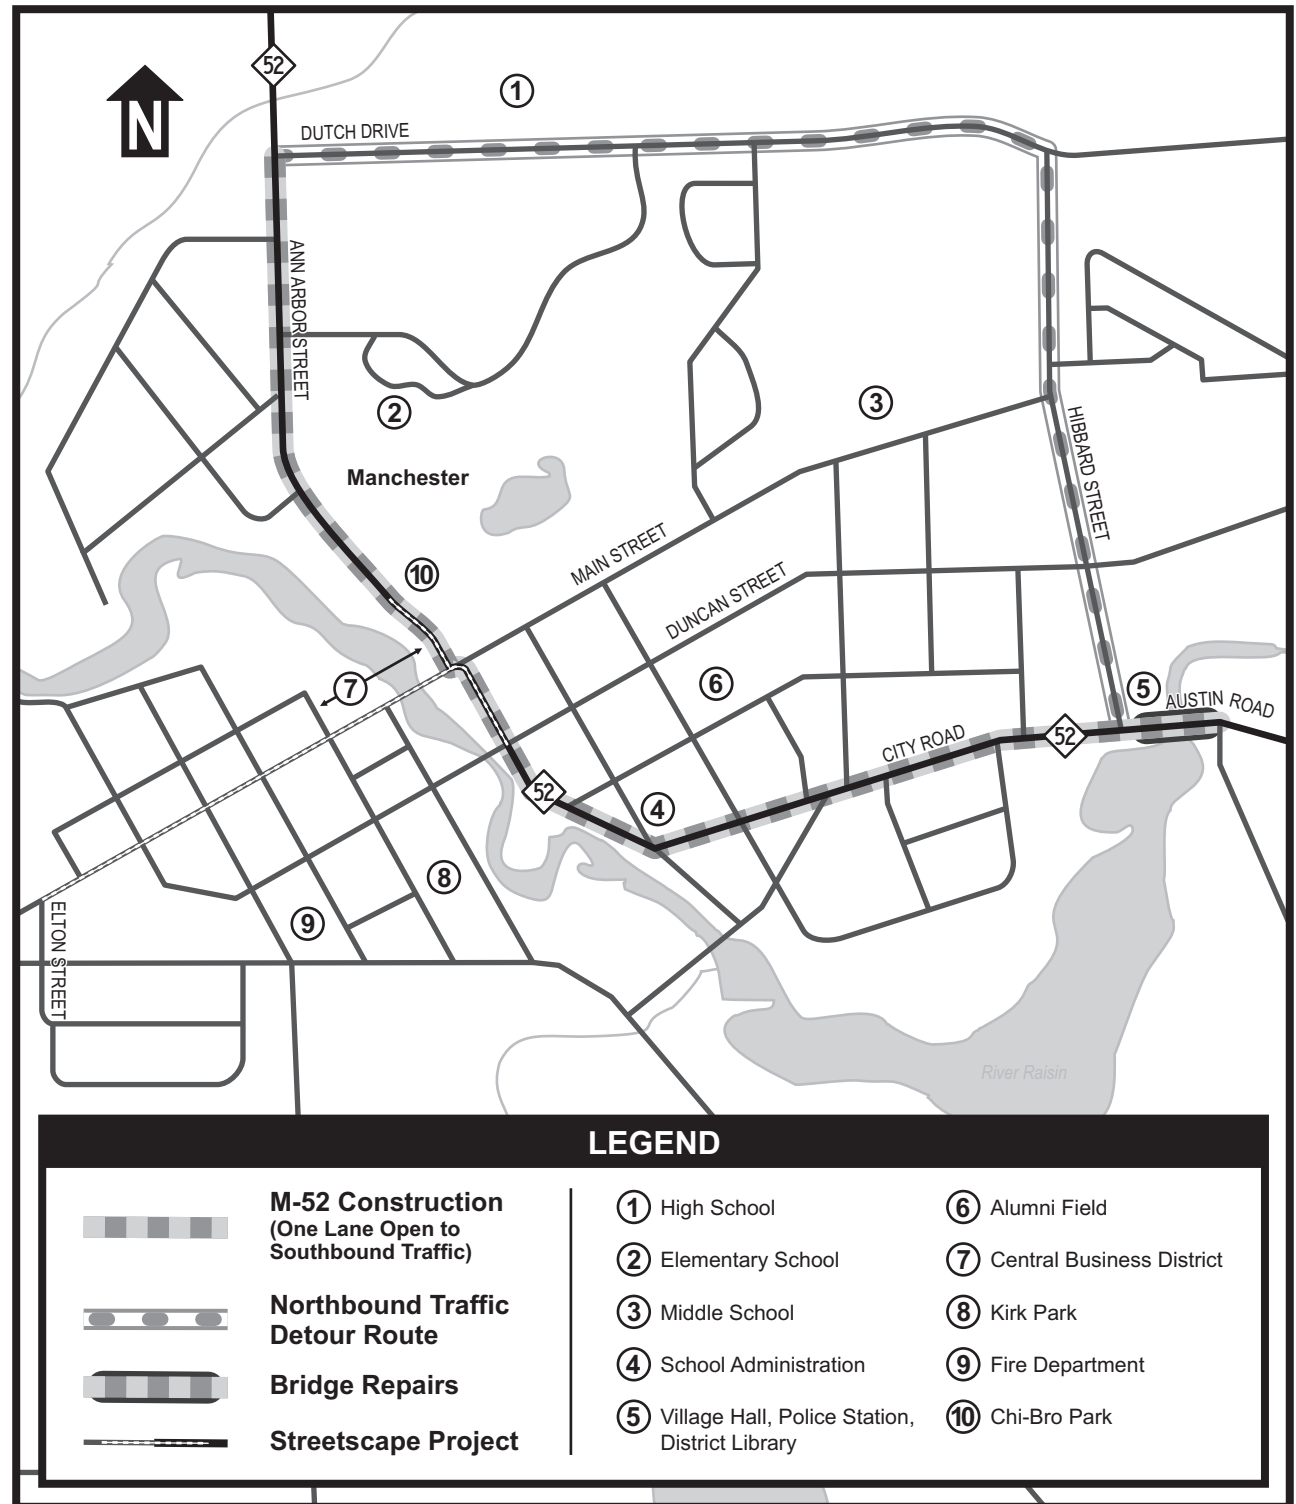 52
N
1
DUTCH DRIVE
ANN ARBOR STREET
2
3
Manchester
HIBBARD STREET
MAIN STREET
10
DUNCAN STREET
7
6
5
AUSTIN ROAD
CITY ROAD
52
52
4
8
9
ELTON STREET
River Raisin
LEGEND
M-52 Construction
(One Lane Open to
Southbound Traffic)
Northbound Traffic
Detour Route
Bridge Repairs
Streetscape Project
1 High School
2 Elementary School
3 Middle School
4 School Administration
5 Village Hall, Police Station,
District Library
6 Alumni Field
7 Central Business District
8 Kirk Park
9 Fire Department
10 Chi-Bro Park